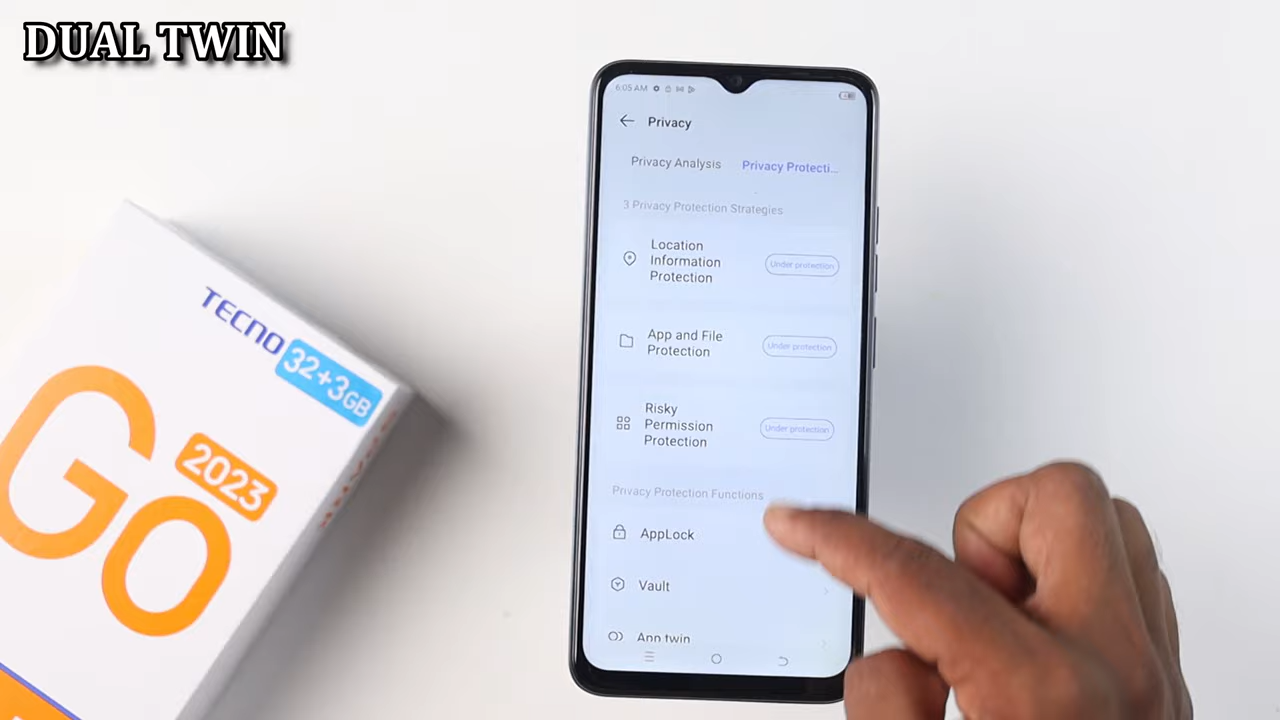 DUAL TWIN
6:05 AM
Privacy
Privacy Analysis
Privacy Protecti...
3 Privacy Protection Strategies
Location
Information
Protection
Under protection
App and File
Protection
Under protection
Risky
Permission
Protection
Under protection
Privacy Protection Functions
AppLock
Vault
App twin
TECNO
32+3GB
GO
2023